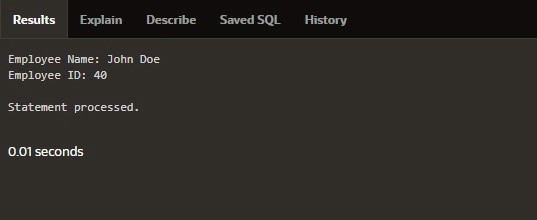 Results Explain Describe Saved SQL History
Employee Name: John Doe
Employee ID: 40
Statement processed.
0.01 seconds